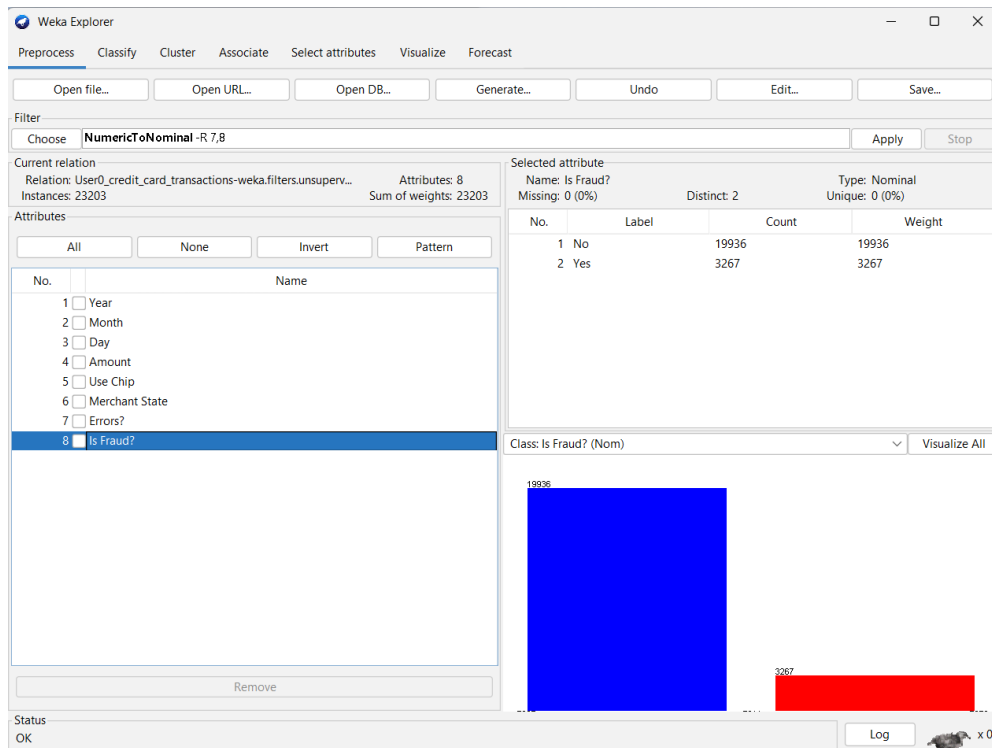 Weka Explorer
Preprocess Classify Cluster Associate Select attributes Visualize Forecast
Open file... Open URL... Open DB... Generate... Undo Edit... Save...
Filter
Choose NumericToNominal -R 7,8 Apply Stop
Current relation
Relation: User0_credit_card_transactions-weka.filters.unsuperv... Attributes: 8
Instances: 23203 Sum of weights: 23203
Attributes
All None Invert Pattern
No. Name
1 Year
2 Month
3 Day
4 Amount
5 Use Chip
6 Merchant State
7 Errors?
8 Is Fraud?
Remove
Selected attribute
Name: Is Fraud? Type: Nominal
Missing: 0 (0%) Distinct: 2 Unique: 0 (0%)
No. Label Count Weight
1 No 19936 19936
2 Yes 3267 3267
Class: Is Fraud? (Nom) Visualize All
19936
3267
Status
OK
Log x 0